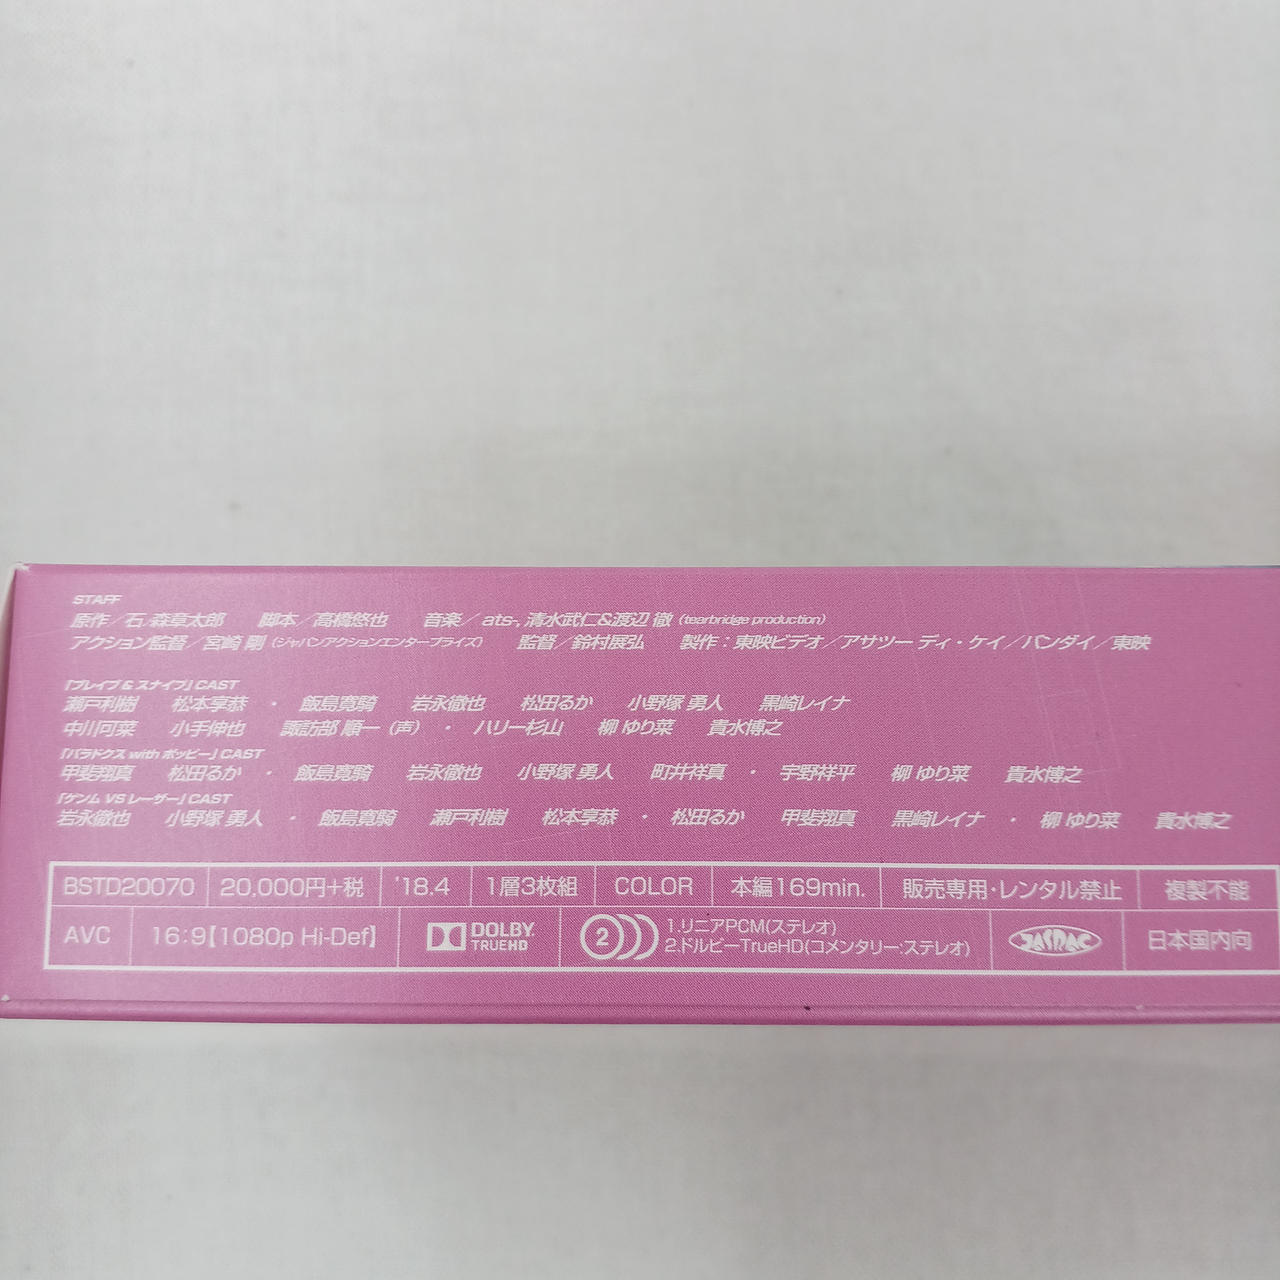 STAFF
原作／石ノ森章太郎 脚本／高橋悠也 音楽／ats-, 清水武仁&渡辺 徹 (tearbridge production)
アクション監督／宮崎 剛 (ジャパンアクションエンタープライズ) 監督／鈴村展弘 製作：東映ビデオ／アサツー ディ・ケイ／バンダイ／東映
「ブレイブ & スナイプ」CAST
瀬戸利樹 松本享恭 ・ 飯島寛騎 岩永徹也 松田るか 小野塚 勇人 黒崎レイナ
中川可菜 小手伸也 諏訪部 順一（声） ・ ハリー杉山 柳 ゆり菜 貴水博之
「パラドクス with ポッピー」CAST
甲斐翔真 松田るか ・ 飯島寛騎 岩永徹也 小野塚 勇人 町井祥真 ・ 宇野祥平 柳 ゆり菜 貴水博之
「ゲンム VS レーザー」CAST
岩永徹也 小野塚 勇人 ・ 飯島寛騎 瀬戸利樹 松本享恭 ・ 松田るか 甲斐翔真 黒崎レイナ ・ 柳 ゆり菜 貴水博之
BSTD20070 20,000円+税 '18.4 1層3枚組 COLOR 本編169min. 販売専用・レンタル禁止 複製不能
AVC 16:9【1080p Hi-Def】 DOLBY TRUEHD 2 1.リニアPCM(ステレオ) JASRAC 日本国内向
2.ドルビーTrueHD(コメンタリー:ステレオ)